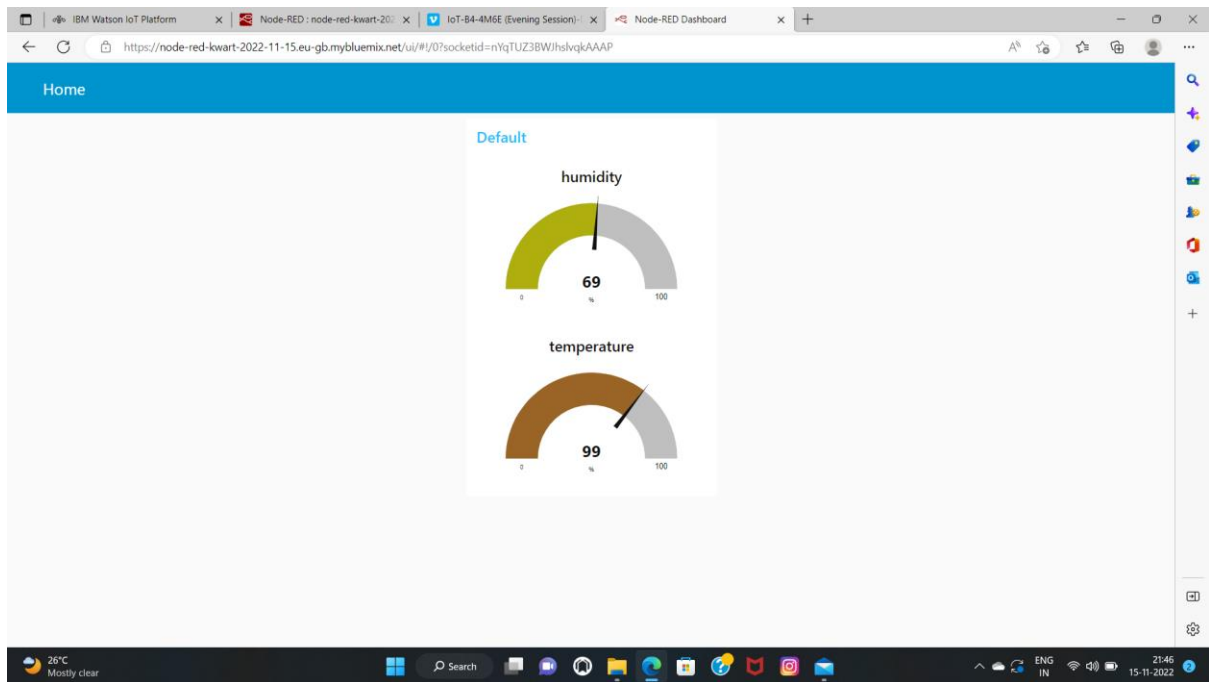 IBM Watson IoT Platform
Node-RED : node-red-kwart-202
IoT-B4-4M6E (Evening Session)-
Node-RED Dashboard
https://node-red-kwart-2022-11-15.eu-gb.mybluemix.net/ui/#!/0?socketid=nYqTUZ3BWJhslvqkAAAP
Home
Default
humidity
69
0 % 100
temperature
99
0 % 100
26°C
Mostly clear
Search
ENG
IN
21:46
15-11-2022
2